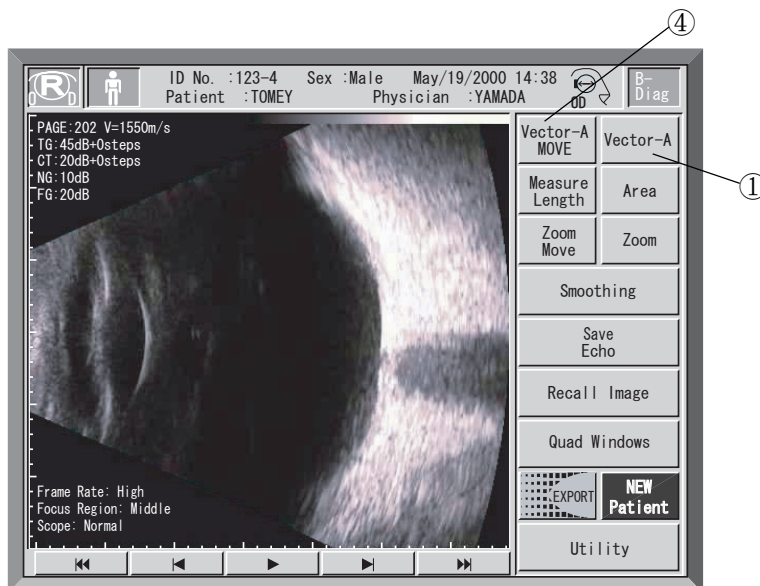 ④
ID No. :123-4 Sex :Male May/19/2000 14:38
Patient :TOMEY Physician :YAMADA
R
O D
OD
B-
Diag
PAGE:202 V=1550m/s
TG:45dB+0steps
CT:20dB+0steps
NG:10dB
FG:20dB
Frame Rate: High
Focus Region: Middle
Scope: Normal
Vector-A
MOVE
Vector-A
①
Measure
Length
Area
Zoom
Move
Zoom
Smoothing
Save
Echo
Recall Image
Quad Windows
EXPORT
NEW
Patient
Utility